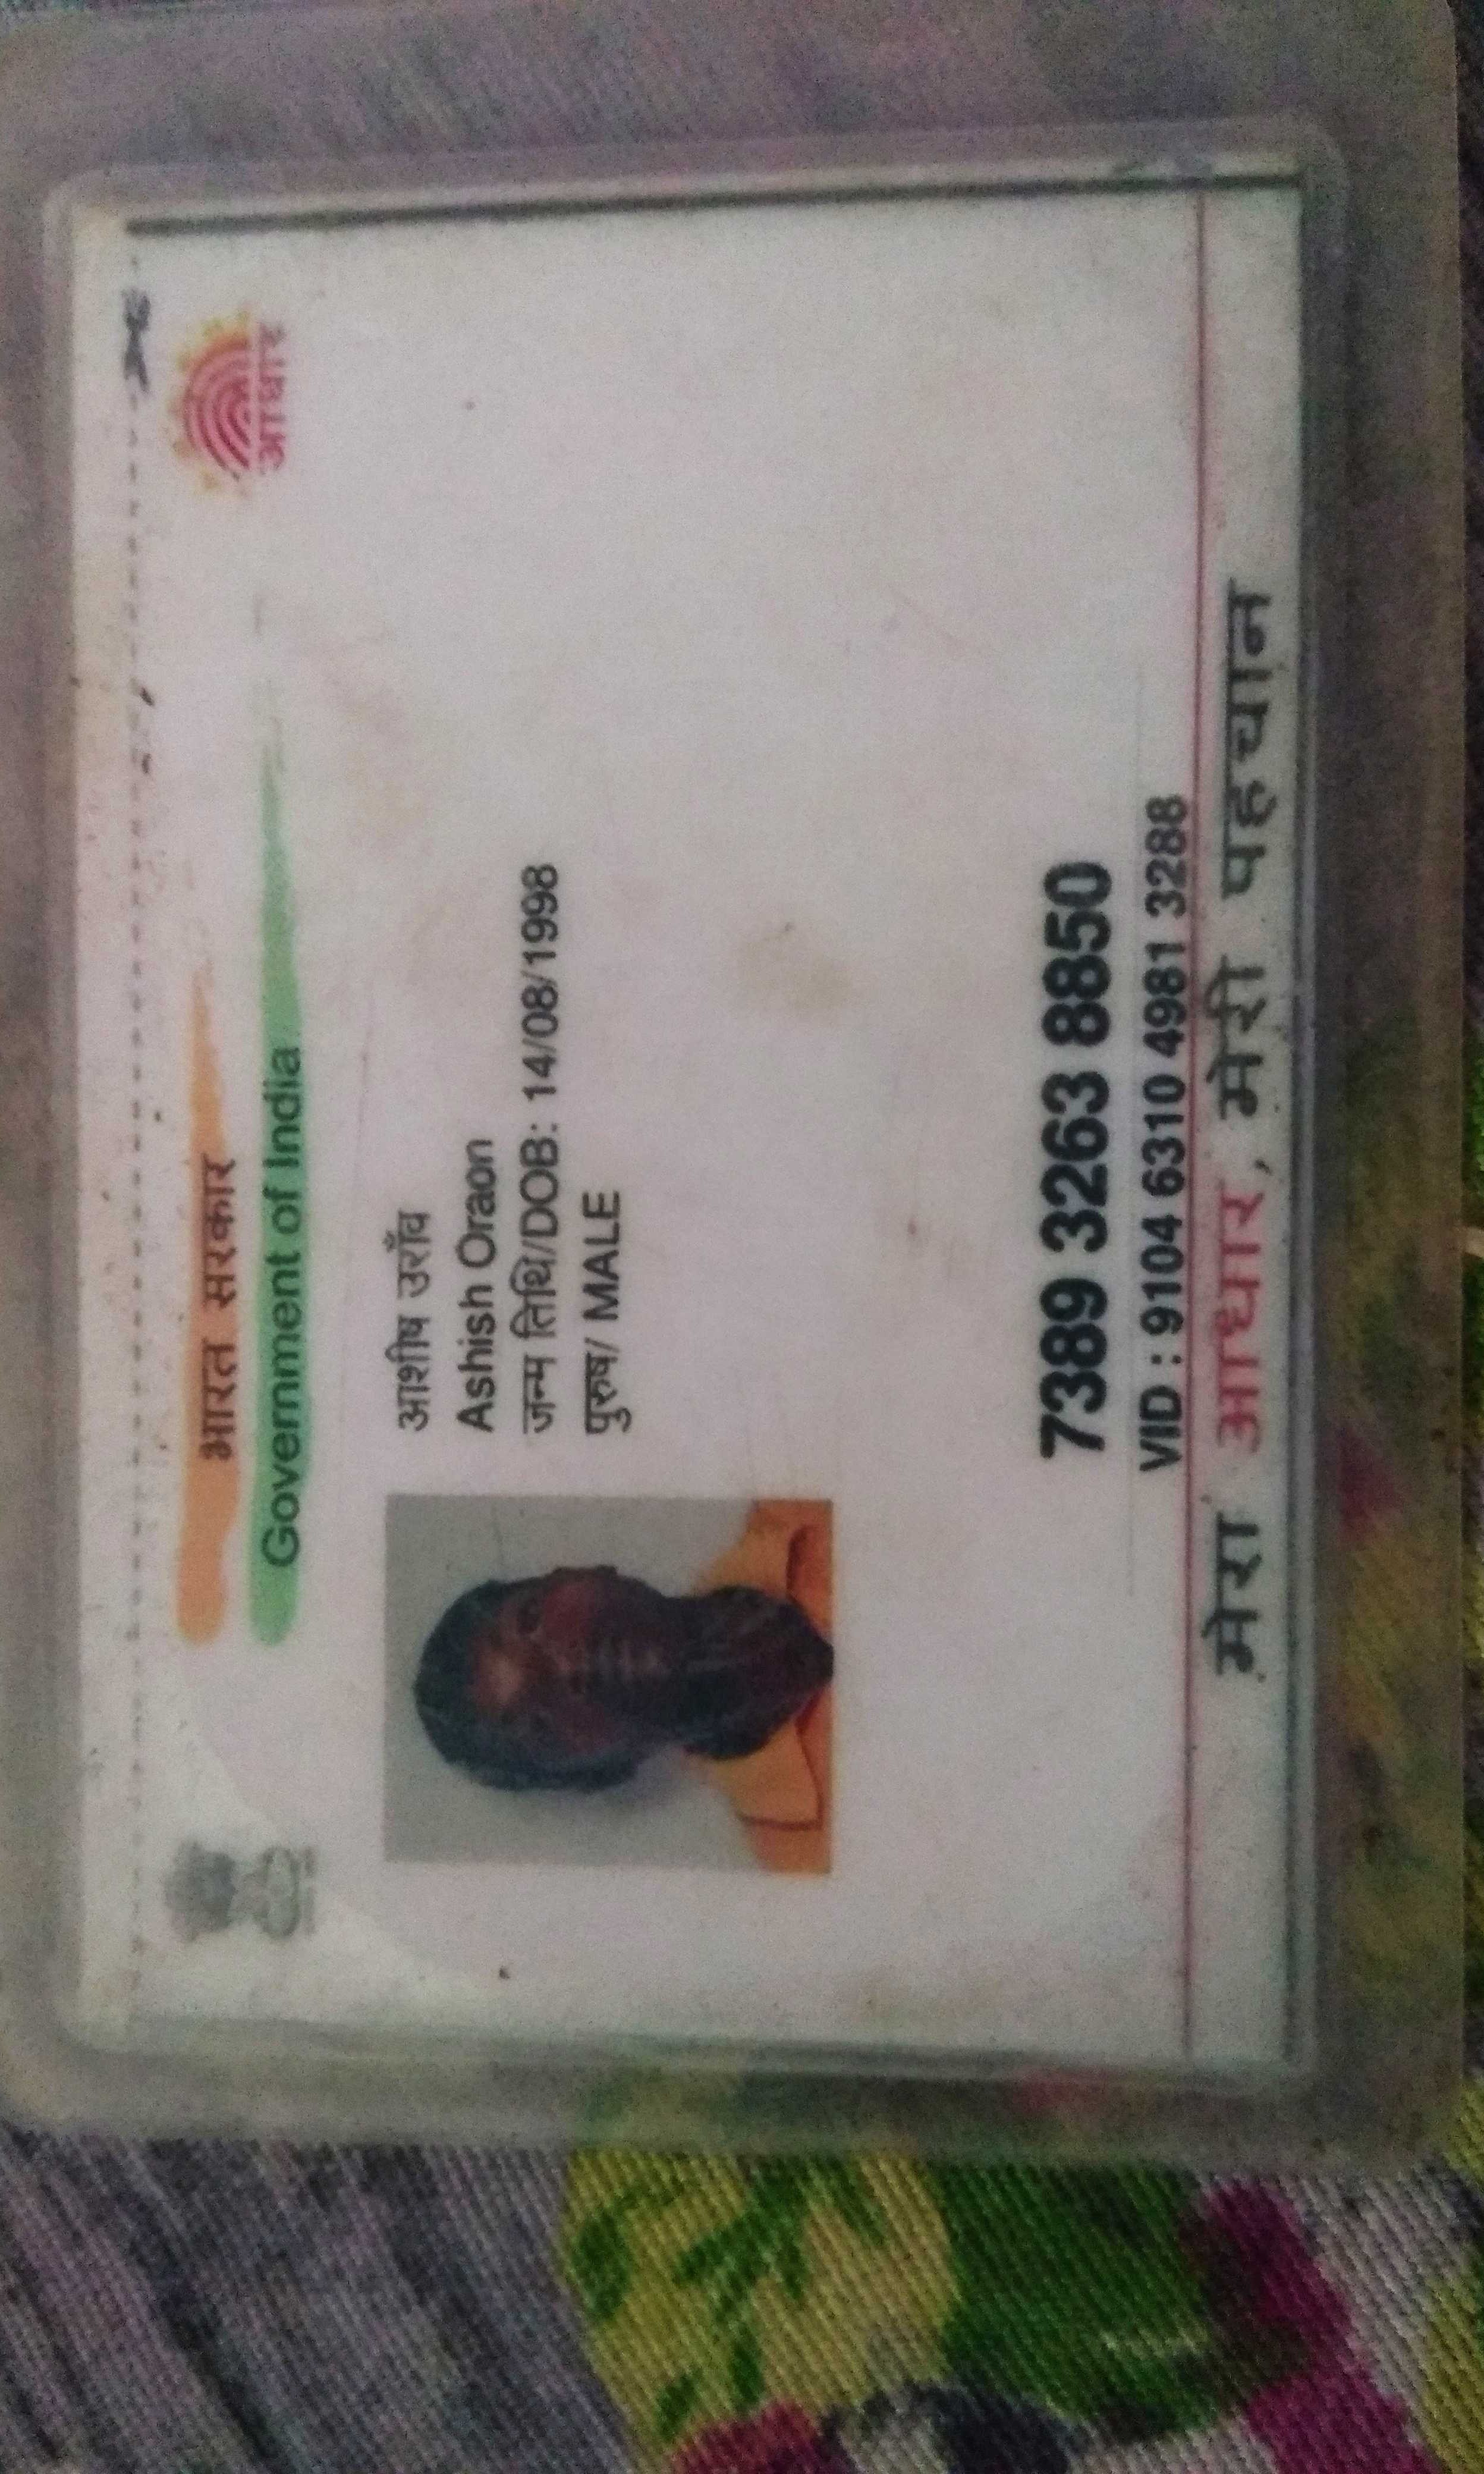 भारत सरकार
Government of India
आधार
आशीष उराँव
Ashish Oraon
जन्म तिथि/DOB: 14/08/1998
पुरुष/ MALE
7389 3263 8850
VID : 9104 6310 4981 3288
मेरा आधार, मेरी पहचान